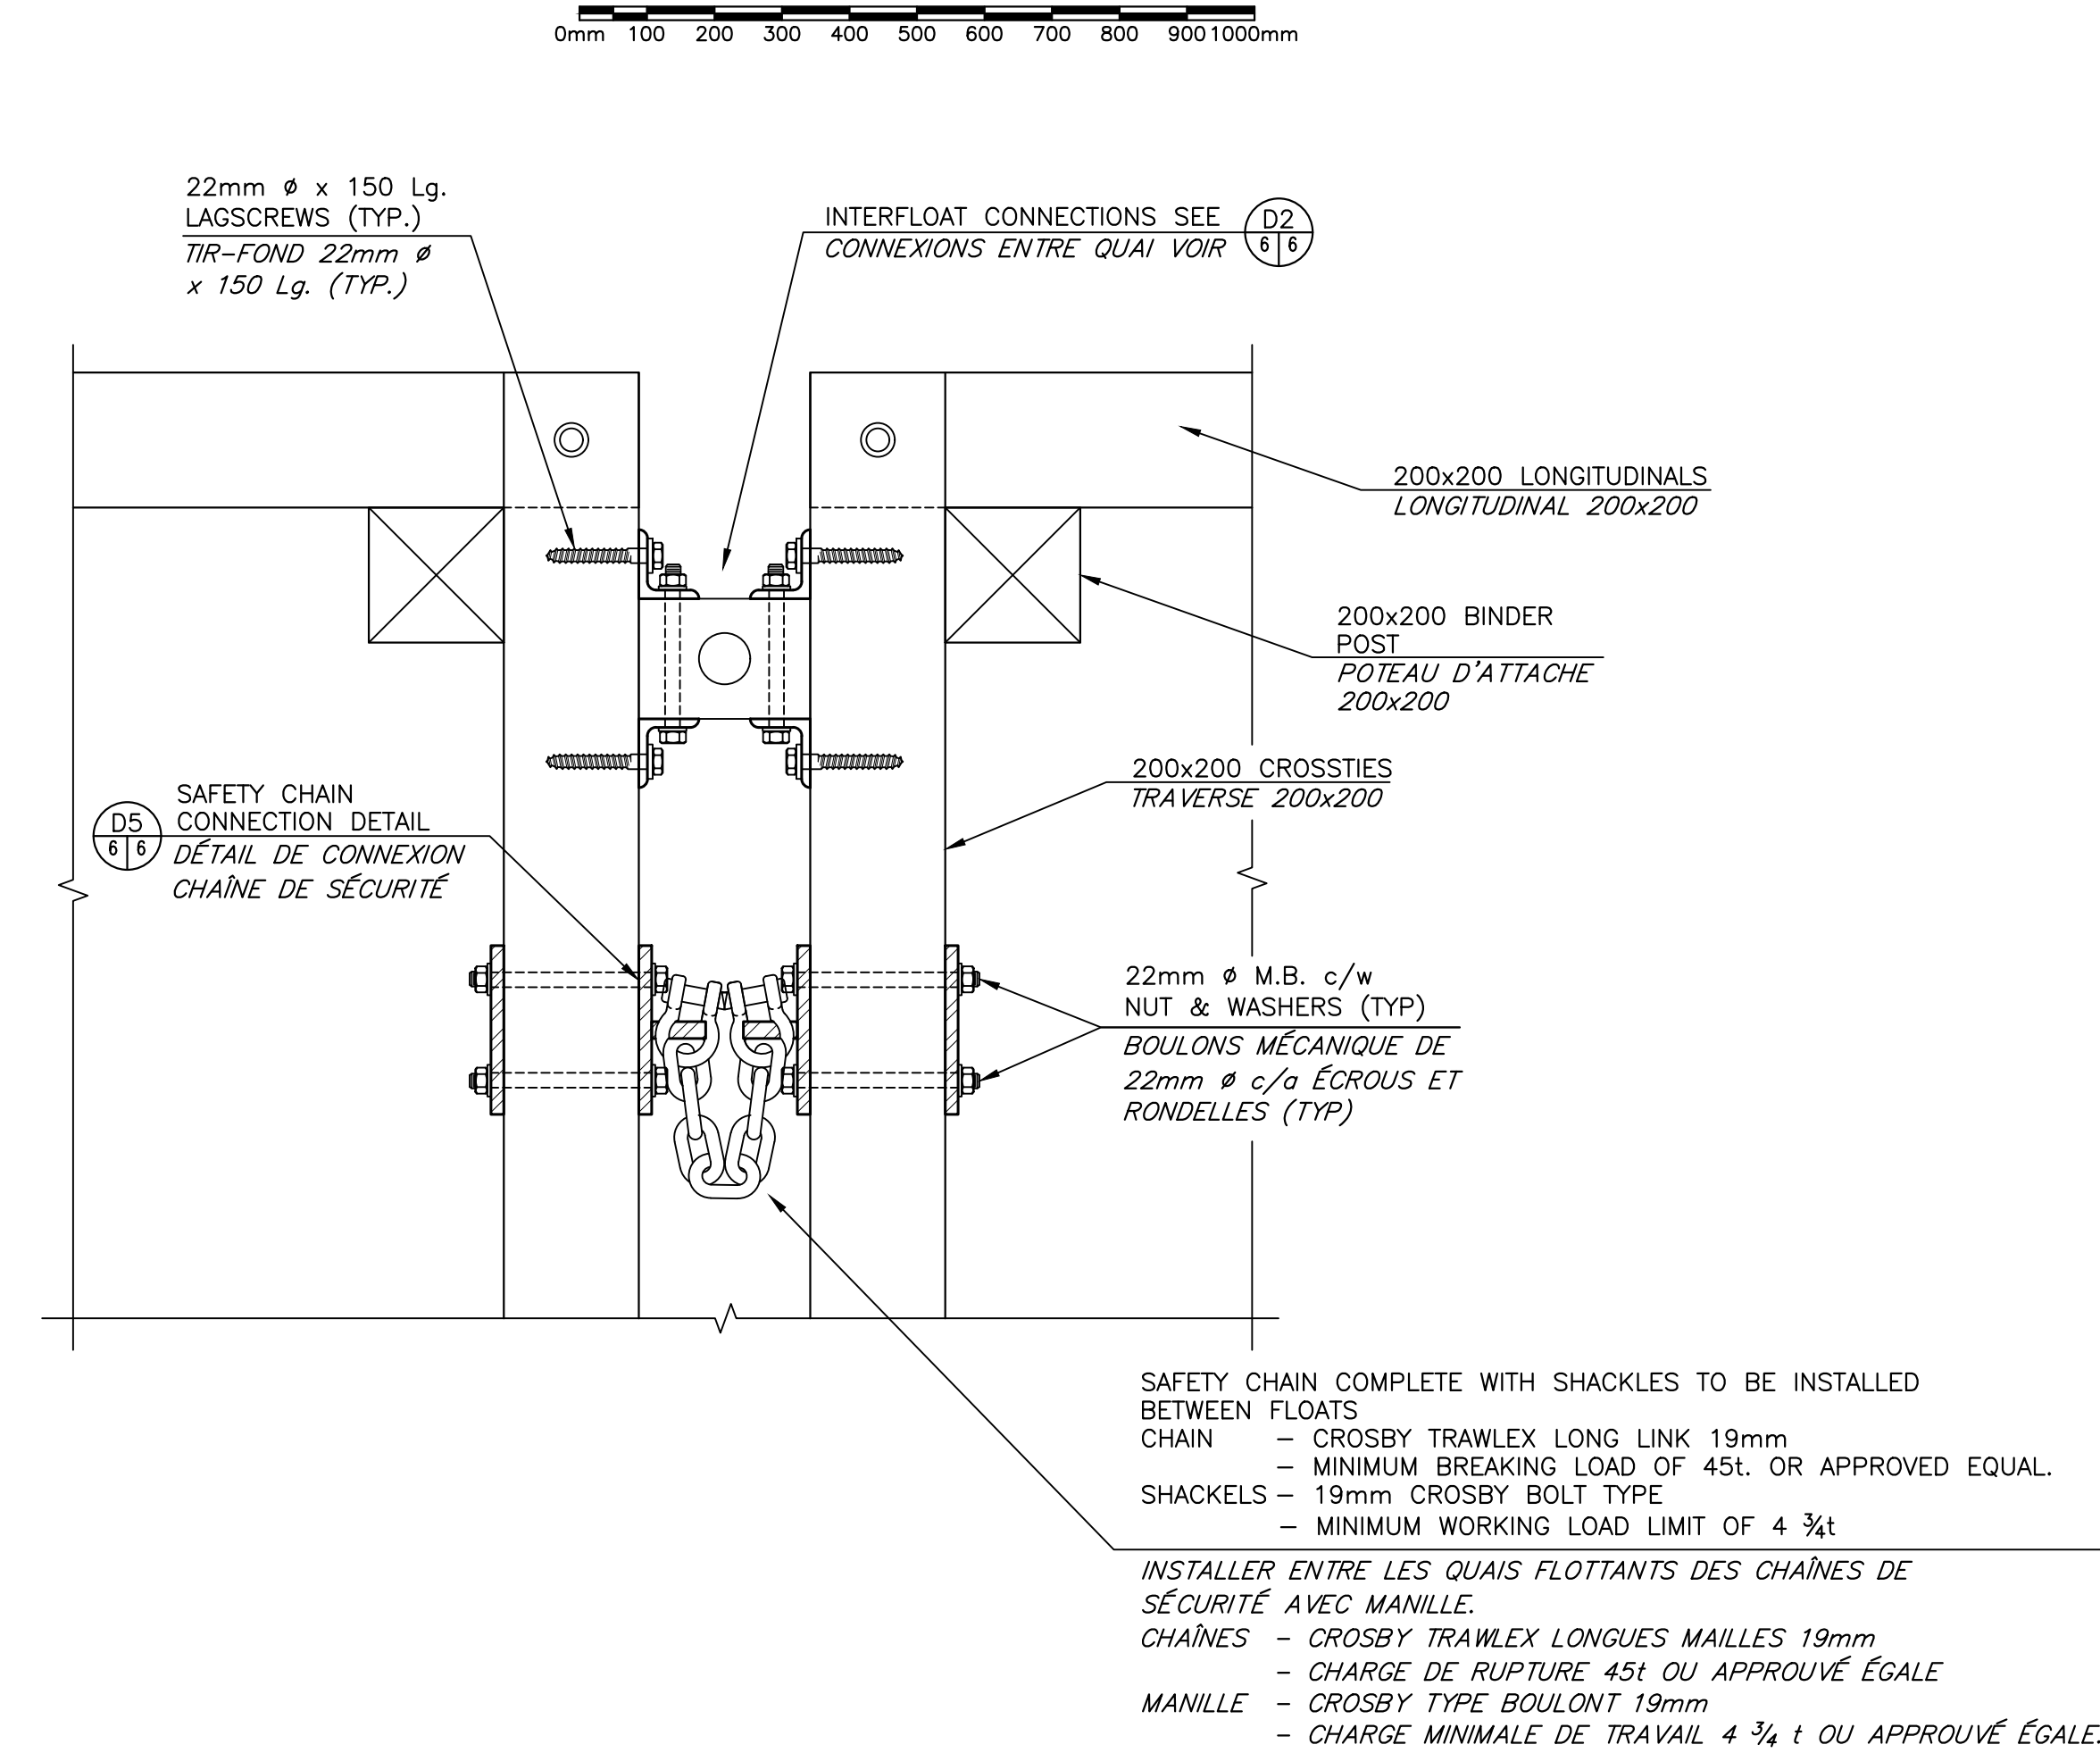 0mm 100 200 300 400 500 600 700 800 900 1000mm
22mm ø x 150 Lg.
LAGSCREWS (TYP.)
TIR-FOND 22mm ø
x 150 Lg. (TYP.)
INTERFLOAT CONNECTIONS SEE
CONNEXIONS ENTRE QUAI VOIR
D2
6 6
200x200 LONGITUDINALS
LONGITUDINAL 200x200
200x200 BINDER
POST
POTEAU D'ATTACHE
200x200
200x200 CROSSTIES
TRAVERSE 200x200
D5
6 6
SAFETY CHAIN
CONNECTION DETAIL
DÉTAIL DE CONNEXION
CHAÎNE DE SÉCURITÉ
22mm ø M.B. c/w
NUT & WASHERS (TYP)
BOULONS MÉCANIQUE DE
22mm ø c/a ÉCROUS ET
RONDELLES (TYP)
SAFETY CHAIN COMPLETE WITH SHACKLES TO BE INSTALLED
BETWEEN FLOATS
CHAIN - CROSBY TRAWLEX LONG LINK 19mm
- MINIMUM BREAKING LOAD OF 45t. OR APPROVED EQUAL.
SHACKELS - 19mm CROSBY BOLT TYPE
- MINIMUM WORKING LOAD LIMIT OF 4 ¾t
INSTALLER ENTRE LES QUAIS FLOTTANTS DES CHAÎNES DE
SÉCURITÉ AVEC MANILLE.
CHAÎNES - CROSBY TRAWLEX LONGUES MAILLES 19mm
- CHARGE DE RUPTURE 45t OU APPROUVÉ ÉGALE
MANILLE - CROSBY TYPE BOULONT 19mm
- CHARGE MINIMALE DE TRAVAIL 4 ¾ t OU APPROUVÉ ÉGALE.